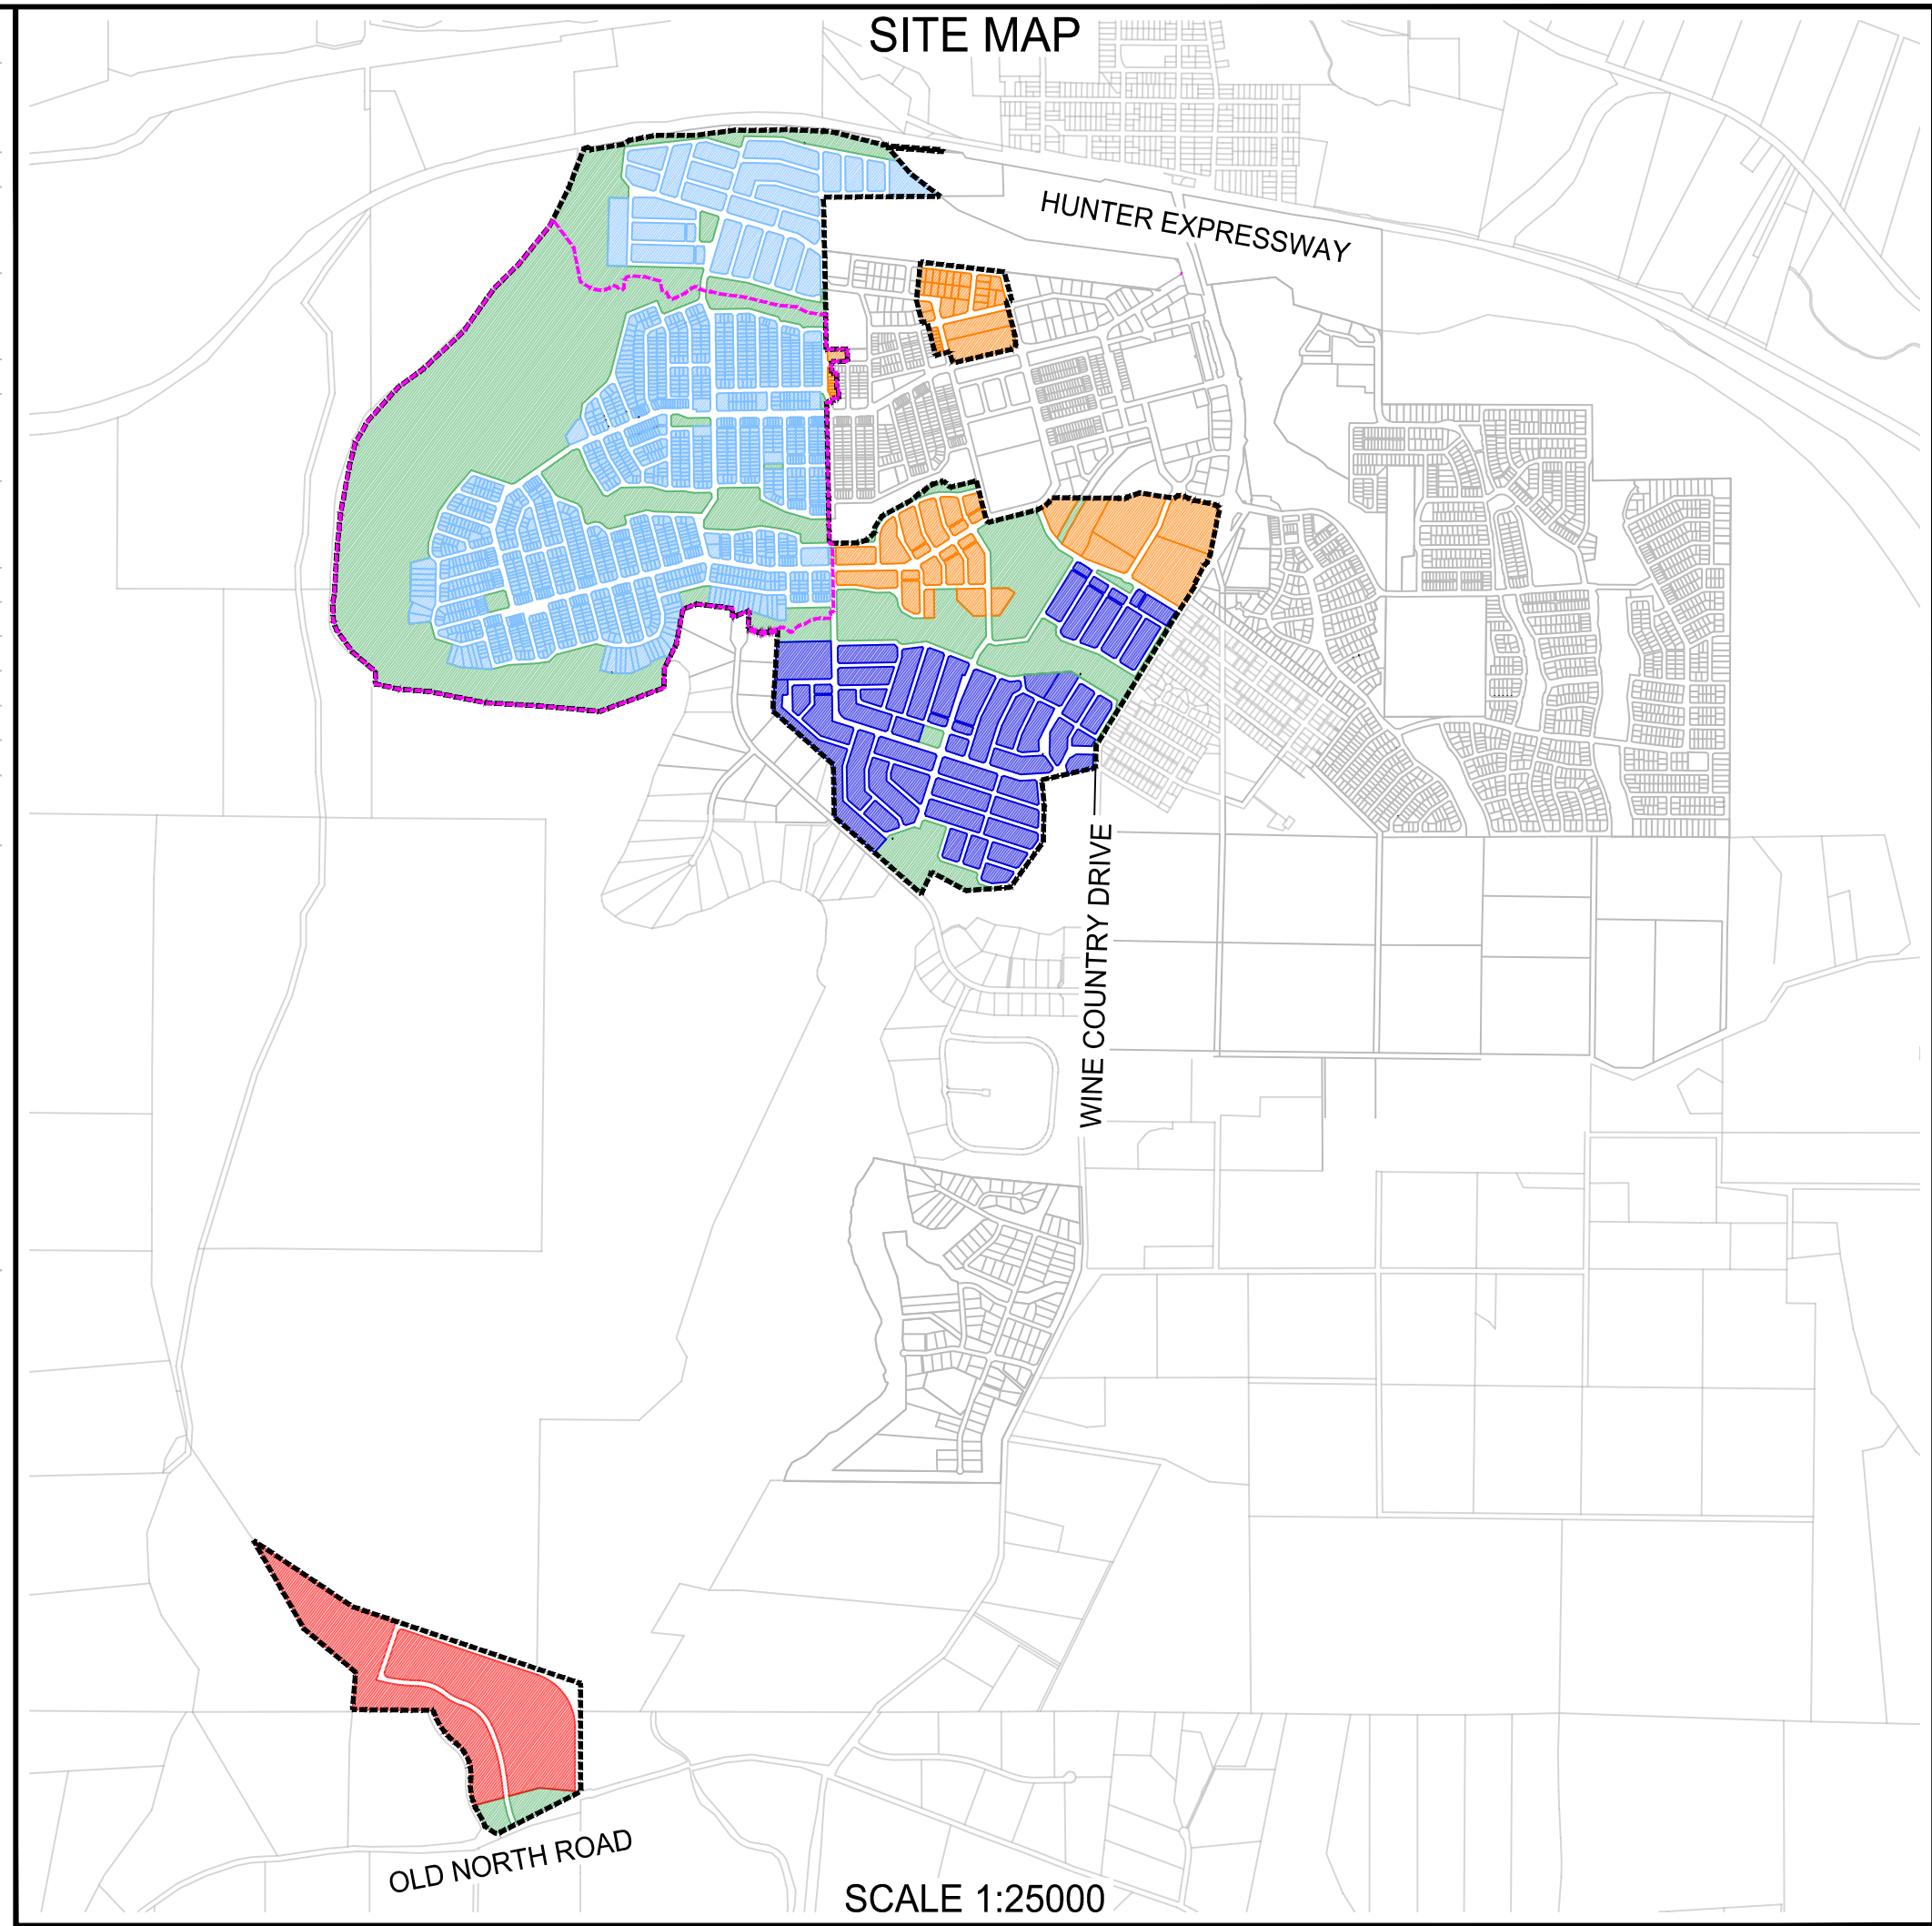 SITE MAP
HUNTER EXPRESSWAY
WINE COUNTRY DRIVE
OLD NORTH ROAD
SCALE 1:25000